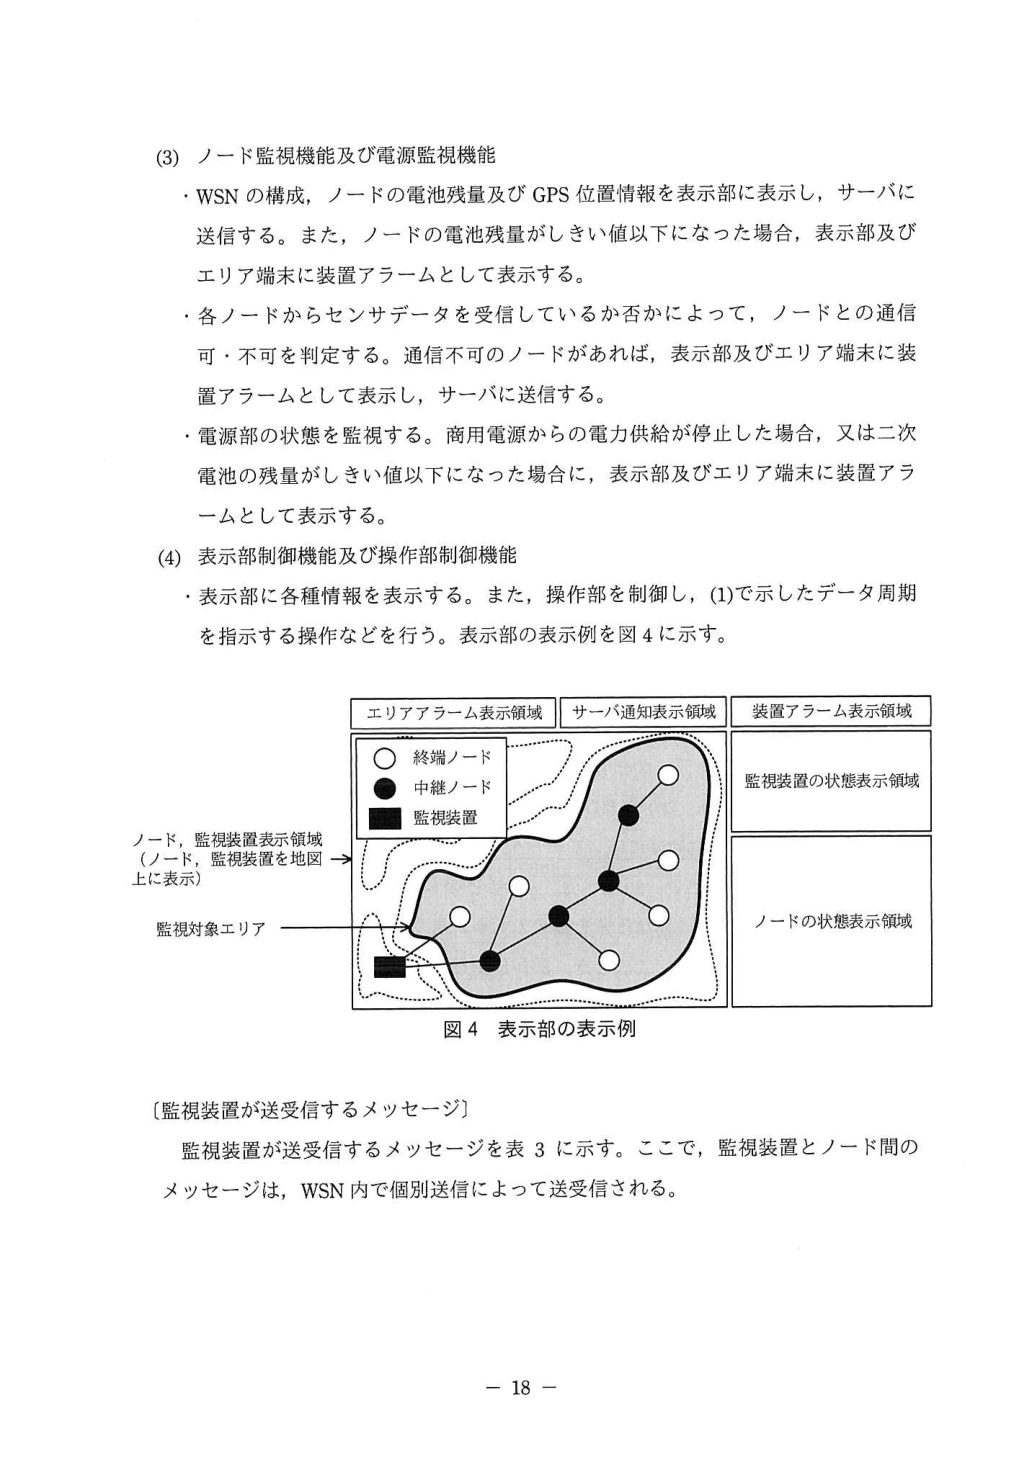 (3) ノード監視機能及び電源監視機能
・WSN の構成，ノードの電池残量及び GPS 位置情報を表示部に表示し，サーバに
送信する。また，ノードの電池残量がしきい値以下になった場合，表示部及び
エリア端末に装置アラームとして表示する。
・各ノードからセンサデータを受信しているか否かによって，ノードとの通信
可・不可を判定する。通信不可のノードがあれば，表示部及びエリア端末に装
置アラームとして表示し，サーバに送信する。
・電源部の状態を監視する。商用電源からの電力供給が停止した場合，又は二次
電池の残量がしきい値以下になった場合に，表示部及びエリア端末に装置アラ
ームとして表示する。
(4) 表示部制御機能及び操作部制御機能
・表示部に各種情報を表示する。また，操作部を制御し，(1)で示したデータ周期
を指示する操作などを行う。表示部の表示例を図 4 に示す。
エリアアラーム表示領域
サーバ通知表示領域
装置アラーム表示領域
終端ノード
中継ノード
監視装置
監視装置の状態表示領域
ノード，監視装置表示領域
（ノード，監視装置を地図
上に表示）
監視対象エリア
ノードの状態表示領域
図 4 表示部の表示例
〔監視装置が送受信するメッセージ〕
監視装置が送受信するメッセージを表 3 に示す。ここで，監視装置とノード間の
メッセージは，WSN 内で個別送信によって送受信される。
－ 18 －